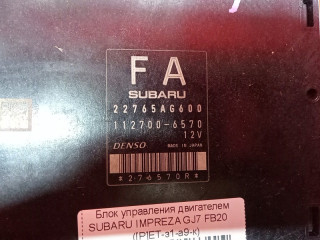 FA
SUBARU
22765AG600
112700-6570
12V
DENSO MADE IN JAPAN
*276570R*
Блок управления двигателем
SUBARU IMPREZA GJ7 FB20